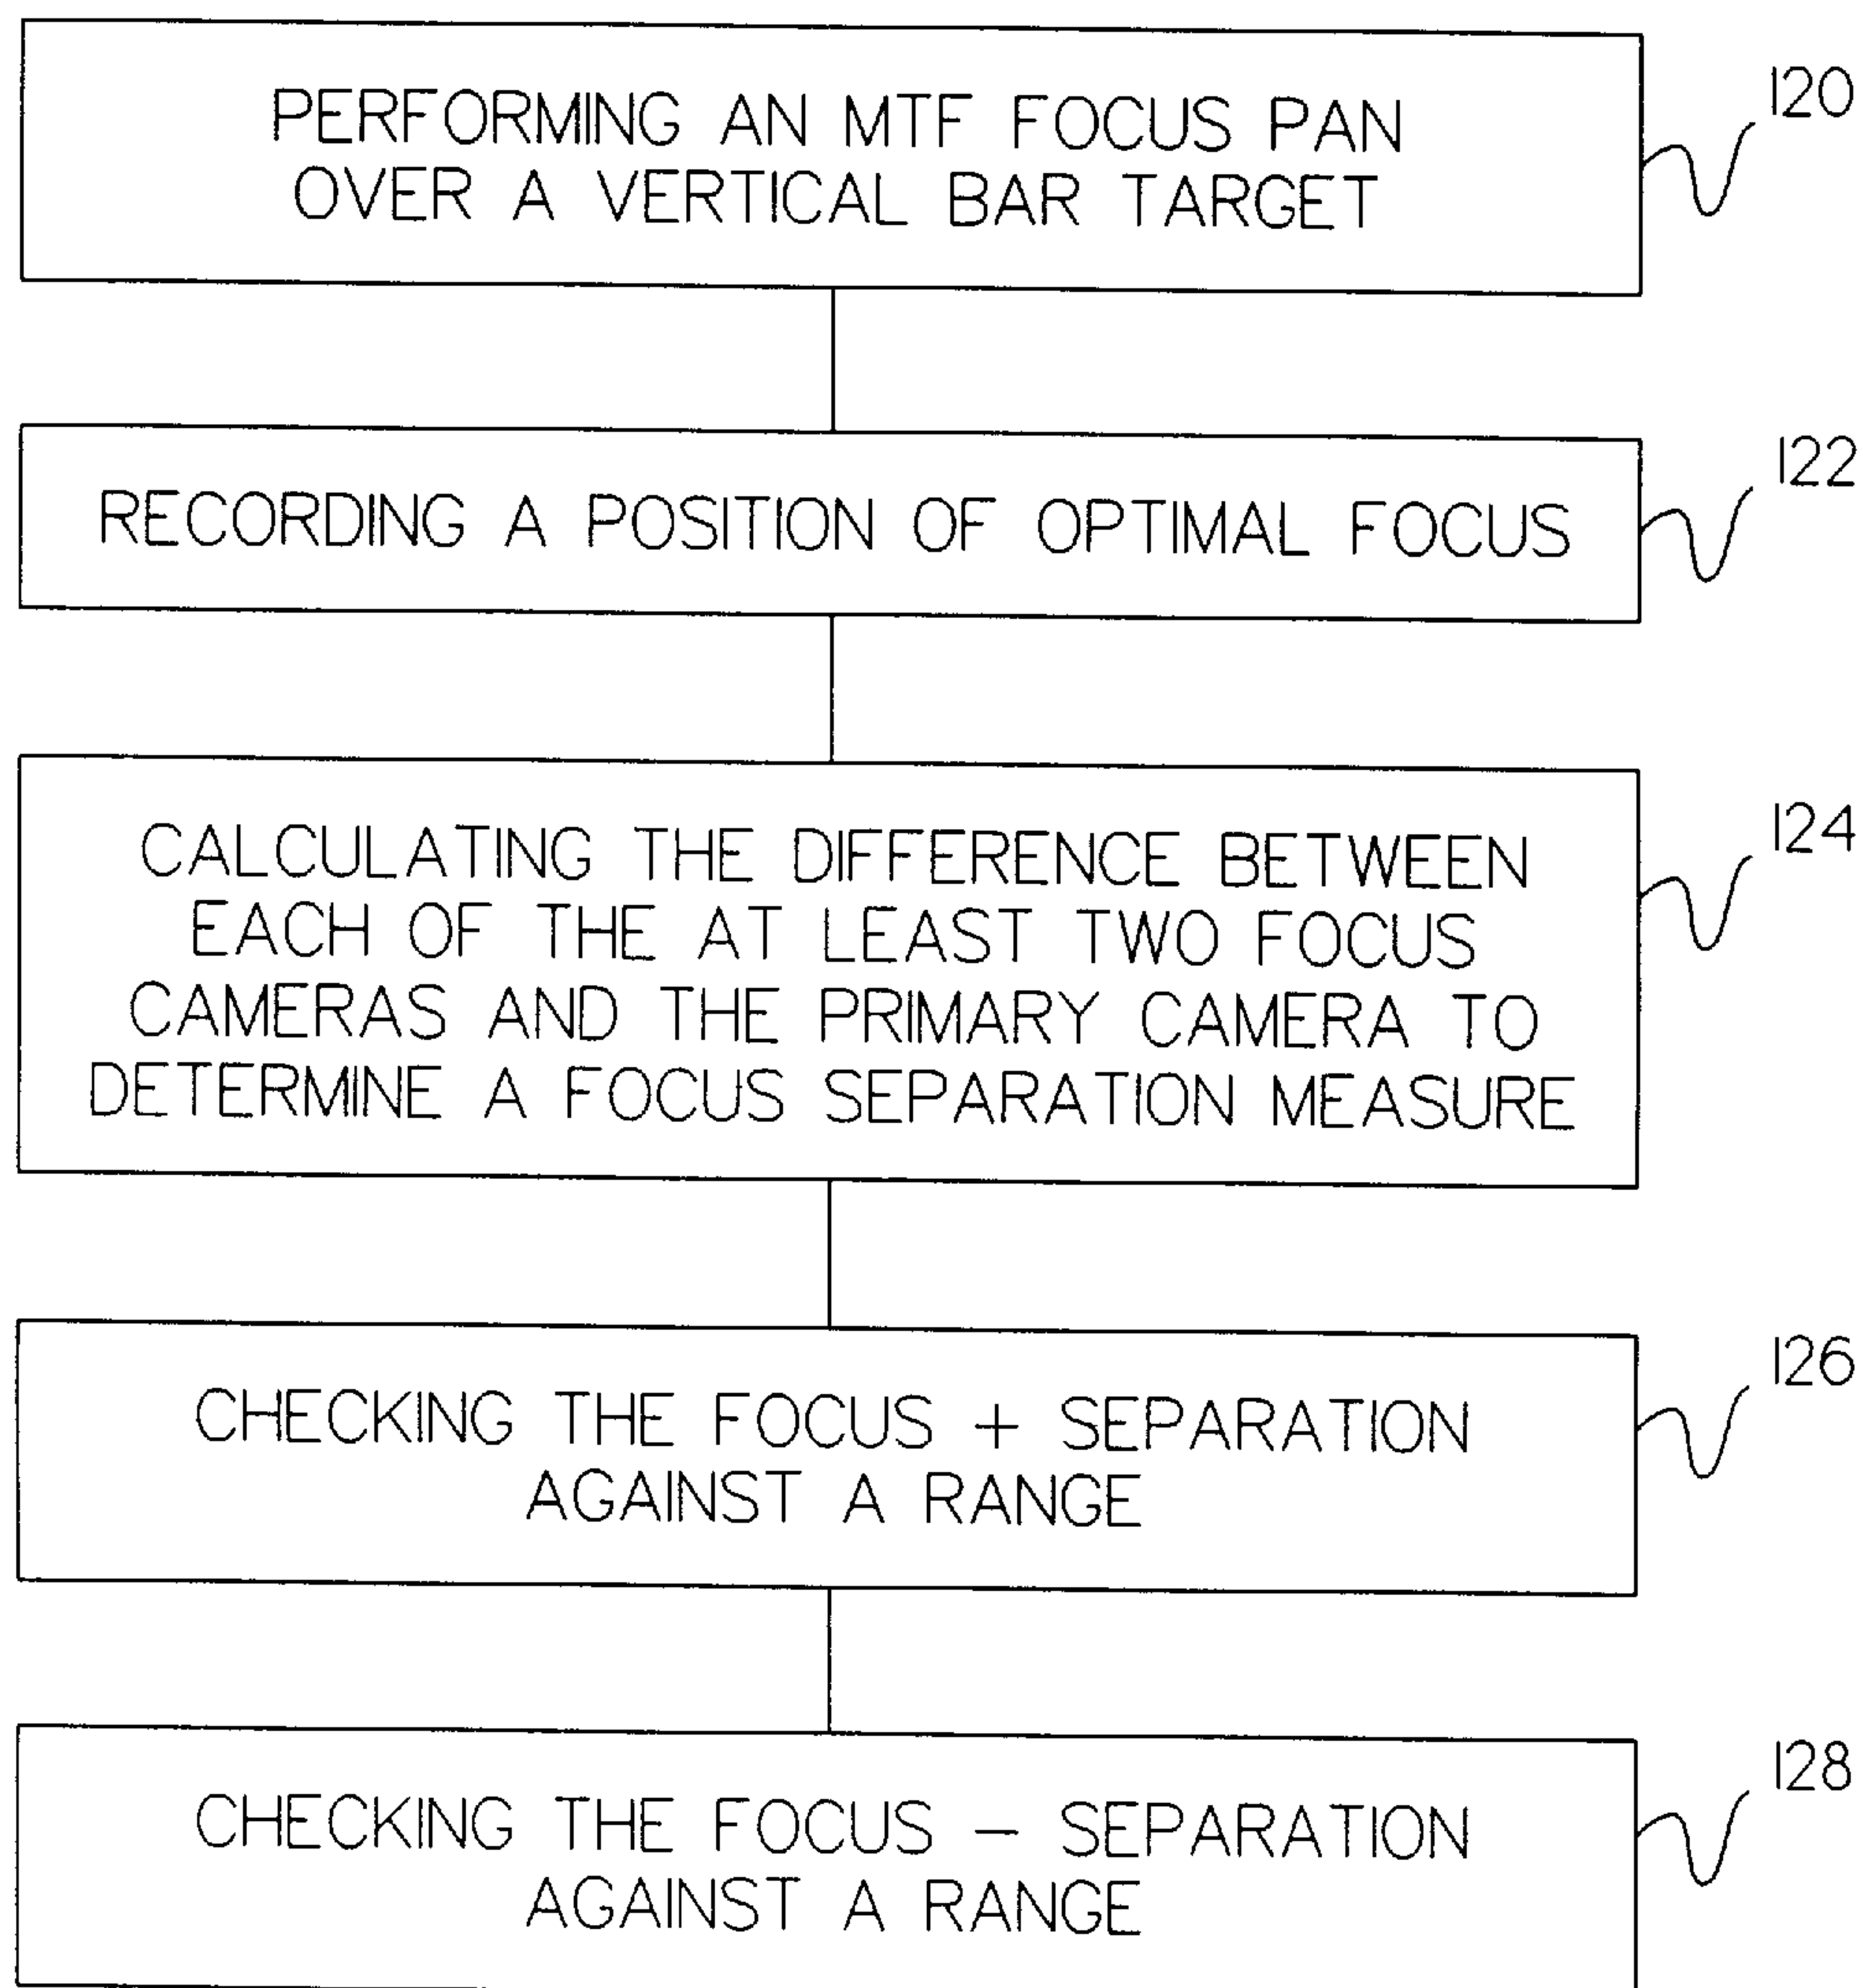 PERFORMING AN MTF FOCUS PAN
OVER A VERTICAL BAR TARGET
120
RECORDING A POSITION OF OPTIMAL FOCUS
122
CALCULATING THE DIFFERENCE BETWEEN
EACH OF THE AT LEAST TWO FOCUS
CAMERAS AND THE PRIMARY CAMERA TO
DETERMINE A FOCUS SEPARATION MEASURE
124
CHECKING THE FOCUS + SEPARATION
AGAINST A RANGE
126
CHECKING THE FOCUS − SEPARATION
AGAINST A RANGE
128